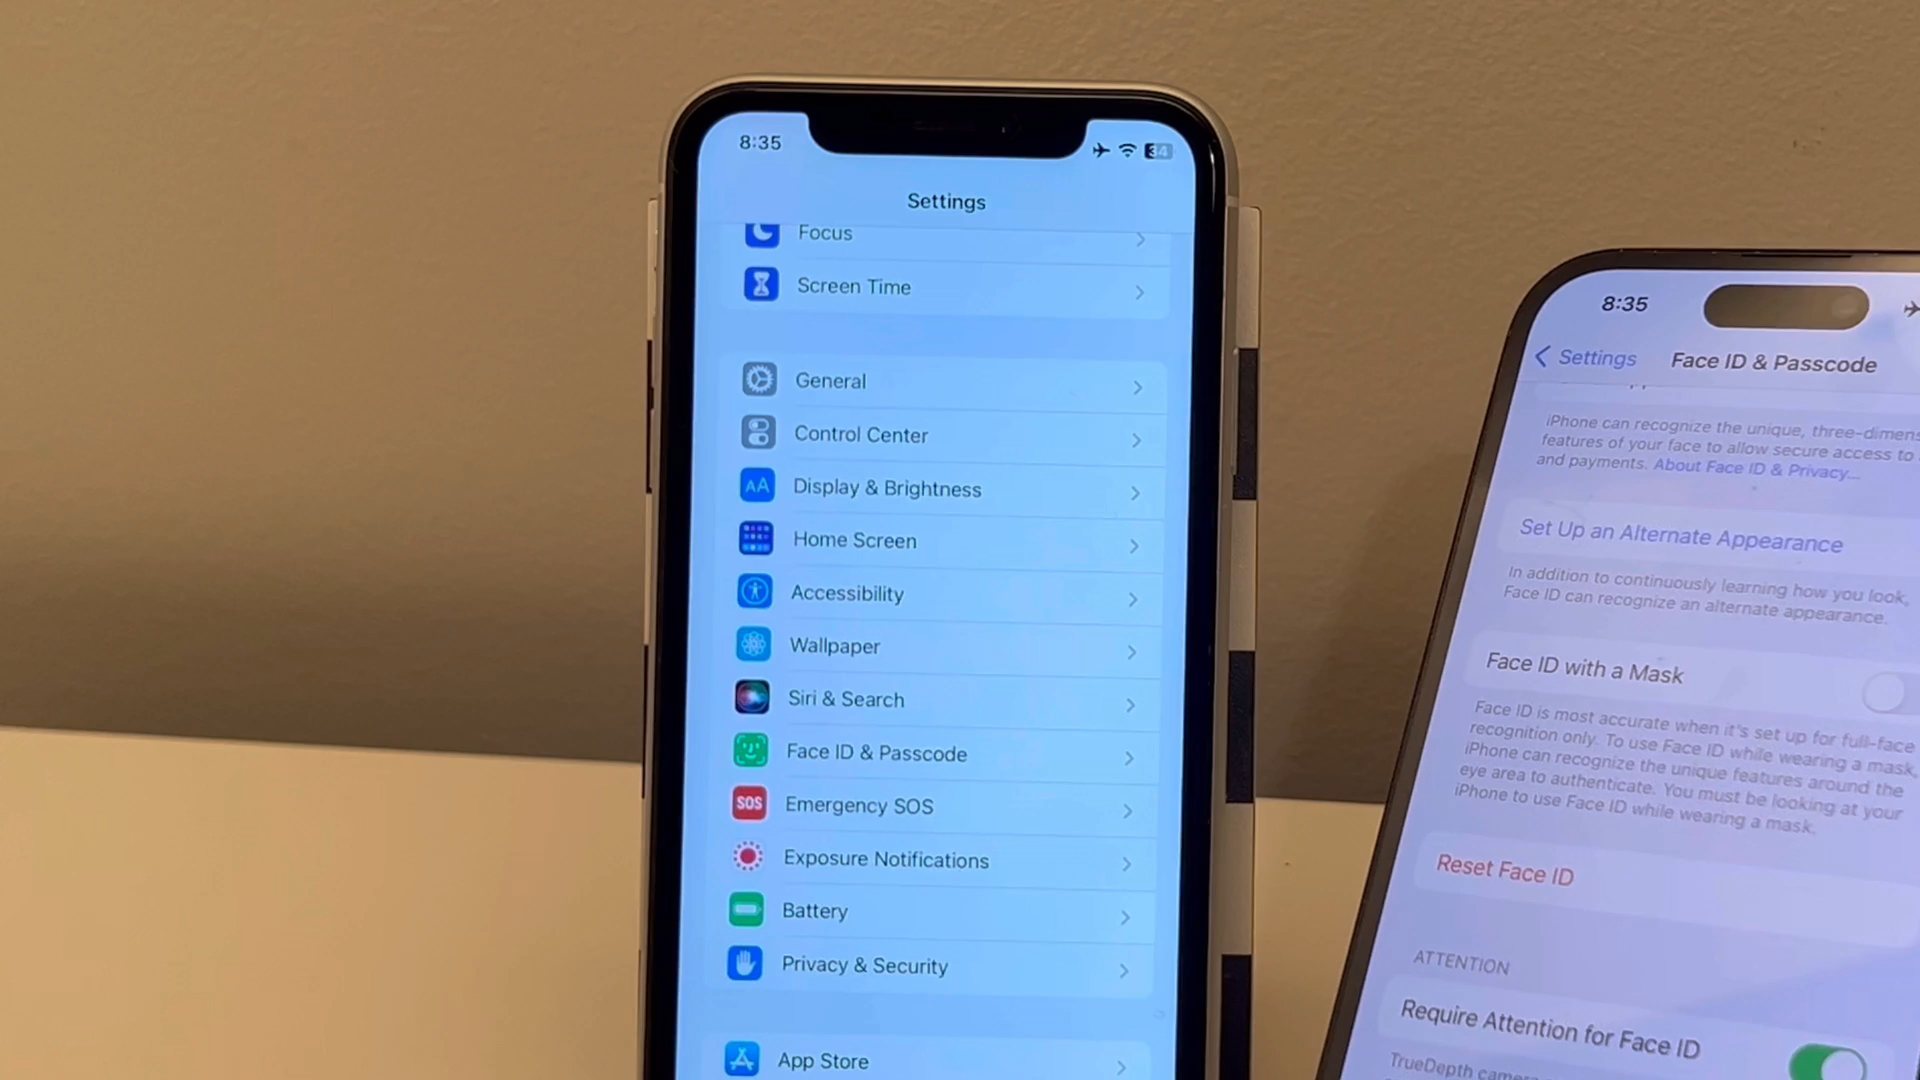 8:35
34
Settings
Focus
Screen Time
General
Control Center
AA
Display & Brightness
Home Screen
Accessibility
Wallpaper
Siri & Search
Face ID & Passcode
SOS
Emergency SOS
Exposure Notifications
Battery
Privacy & Security
App Store
8:35
Settings
Face ID & Passcode
iPhone can recognize the unique, three-dimens
features of your face to allow secure access to
and payments. About Face ID & Privacy...
Set Up an Alternate Appearance
In addition to continuously learning how you look,
Face ID can recognize an alternate appearance.
Face ID with a Mask
Face ID is most accurate when it's set up for full-face
recognition only. To use Face ID while wearing a mask,
iPhone can recognize the unique features around the
eye area to authenticate. You must be looking at your
iPhone to use Face ID while wearing a mask.
Reset Face ID
ATTENTION
Require Attention for Face ID
TrueDepth camera